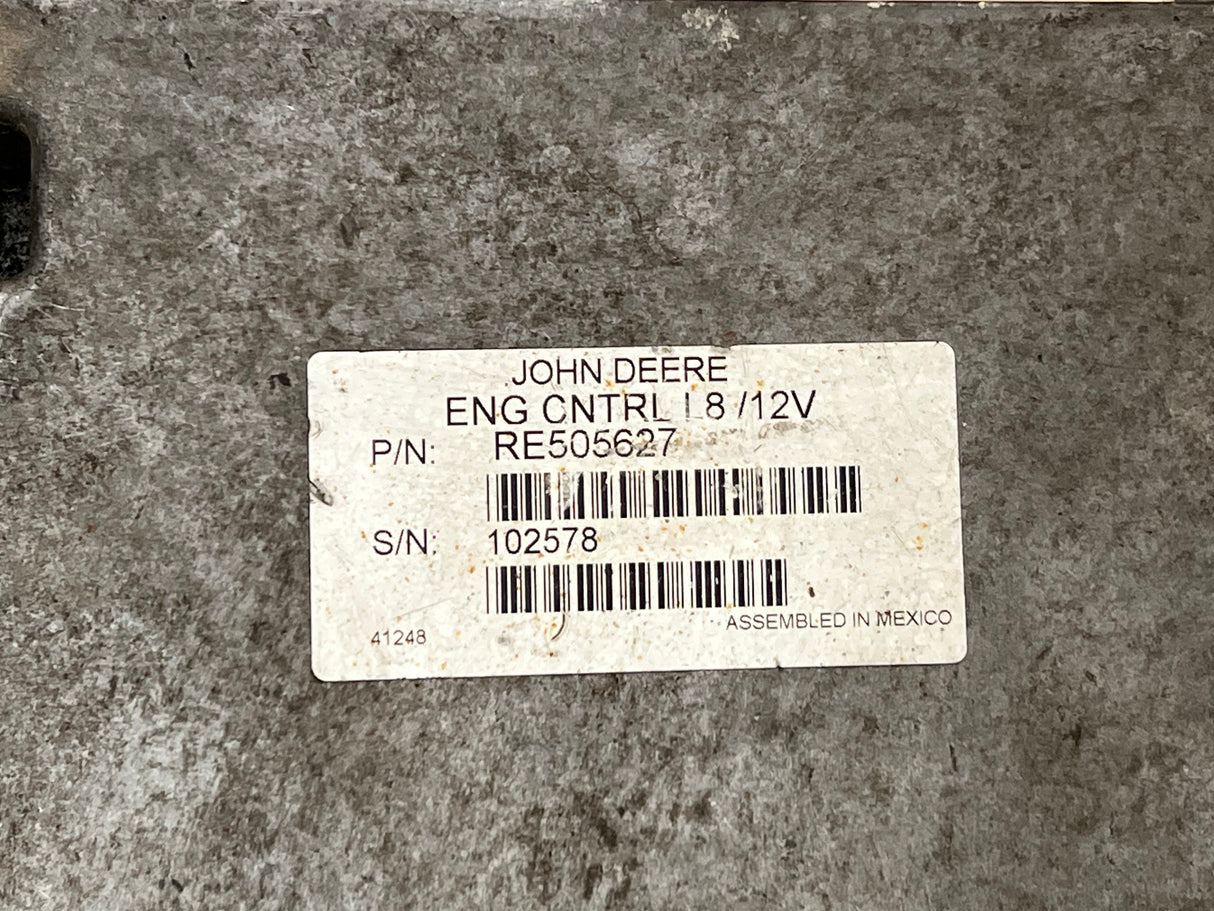 JOHN DEERE
ENG CNTRL L8 /12V
P/N: RE505627
S/N: 102578
41248
ASSEMBLED IN MEXICO